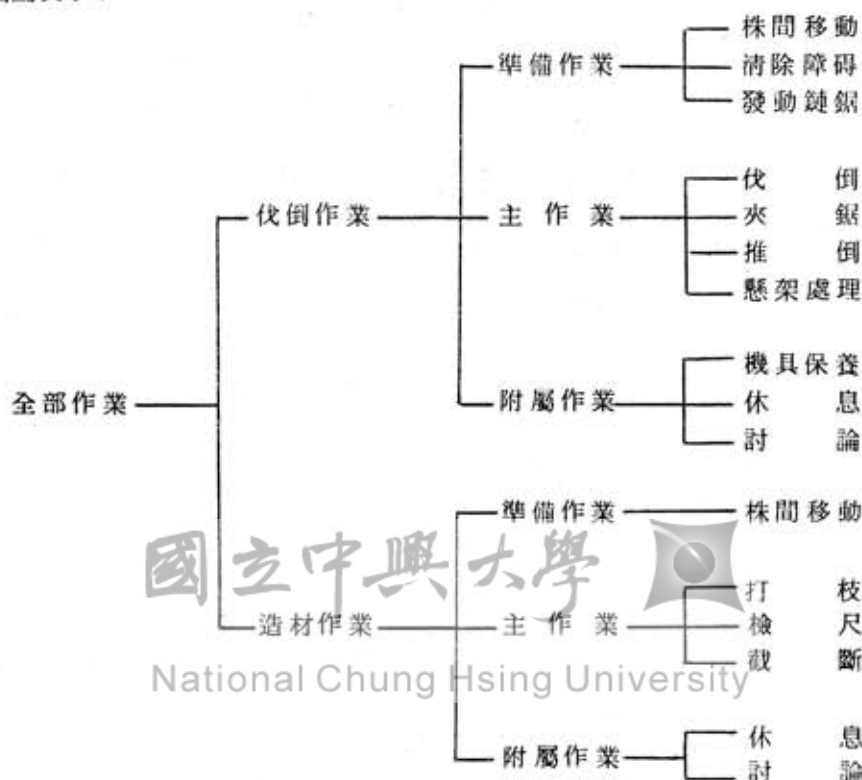 株間移動
準備作業 清除障碍
發動鏈鋸
伐倒
伐倒作業 主作業 夾鋸
推倒
懸架處理
機具保養
全部作業 附屬作業 休息
討論
準備作業 株間移動
國立中興大學
打枝
造材作業 主作業 檢尺
截斷
National Chung Hsing University
休息
附屬作業
討論